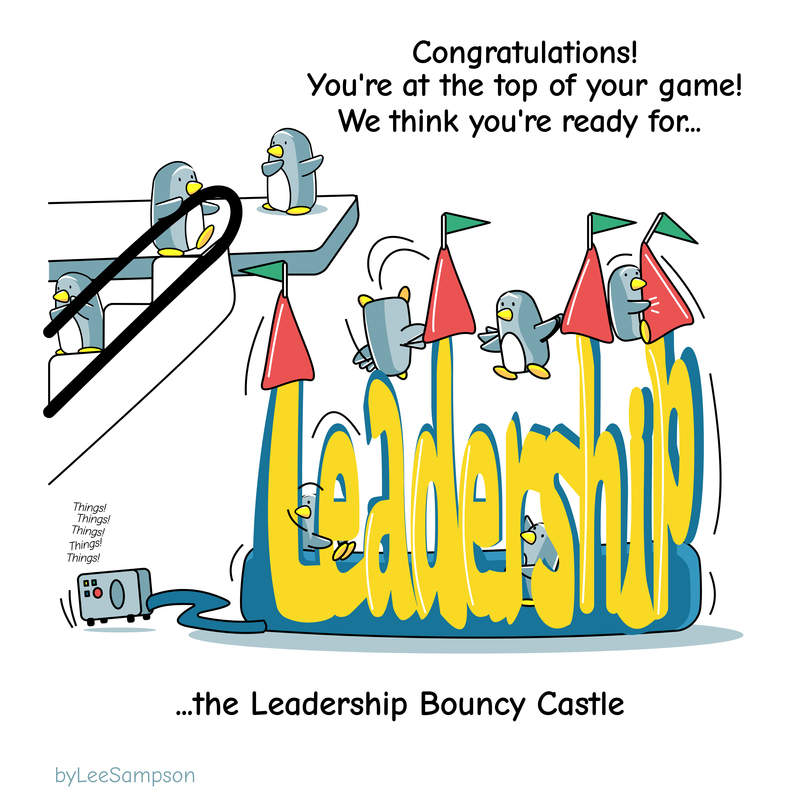 Congratulations!
You're at the top of your game!
We think you're ready for...
Leadership
Things!
Things!
Things!
Things!
Things!
...the Leadership Bouncy Castle
byLeeSampson